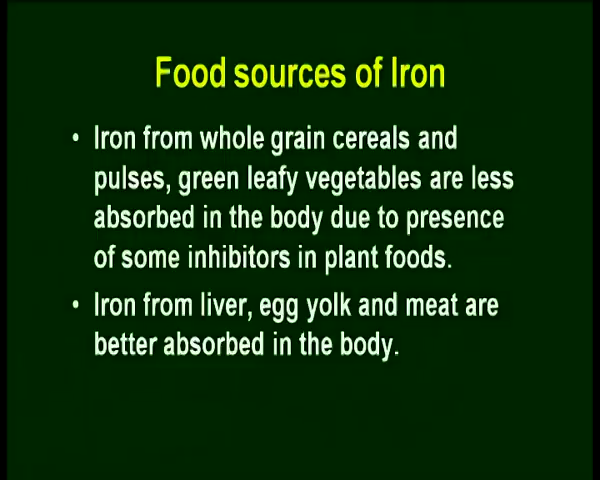 Food sources of Iron
• Iron from whole grain cereals and
pulses, green leafy vegetables are less
absorbed in the body due to presence
of some inhibitors in plant foods.
• Iron from liver, egg yolk and meat are
better absorbed in the body.